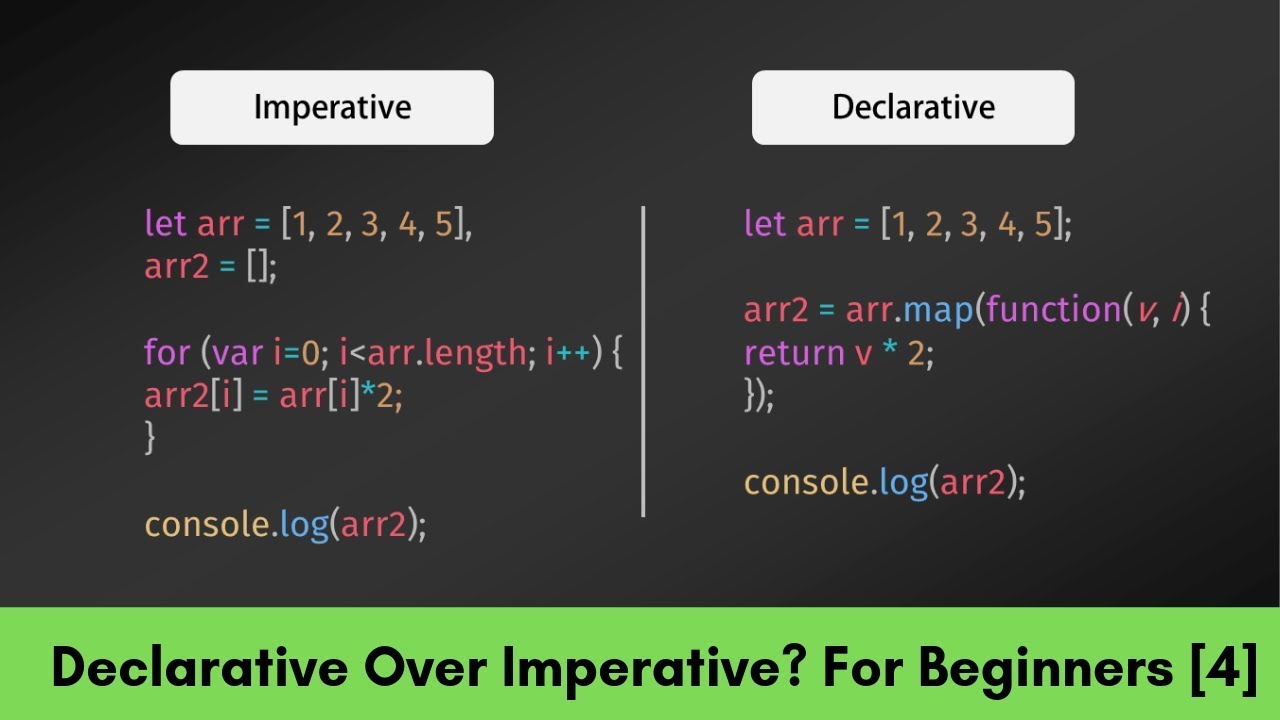 Imperative
let arr = [1, 2, 3, 4, 5],
arr2 = [];
for (var i=0; i<arr.length; i++) {
arr2[i] = arr[i]*2;
}
console.log(arr2);
Declarative
let arr = [1, 2, 3, 4, 5];
arr2 = arr.map(function(v, i) {
return v * 2;
});
console.log(arr2);
Declarative Over Imperative? For Beginners [4]